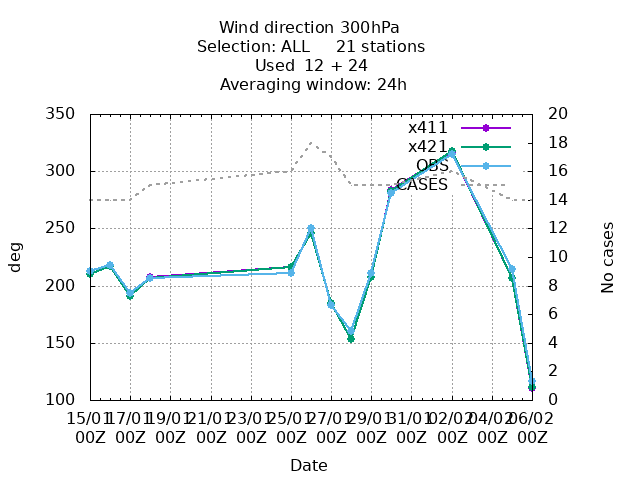 Wind direction 300hPa
Selection: ALL     21 stations
Used  12 + 24
Averaging window: 24h
350
300
250
200
150
100
deg
20
18
16
14
12
10
8
6
4
2
0
No cases
x411
x421
OBS
CASES
15/01 17/01 19/01 21/01 23/01 25/01 27/01 29/01 31/01 02/02 04/02 06/02
00Z 00Z 00Z 00Z 00Z 00Z 00Z 00Z 00Z 00Z 00Z 00Z
Date